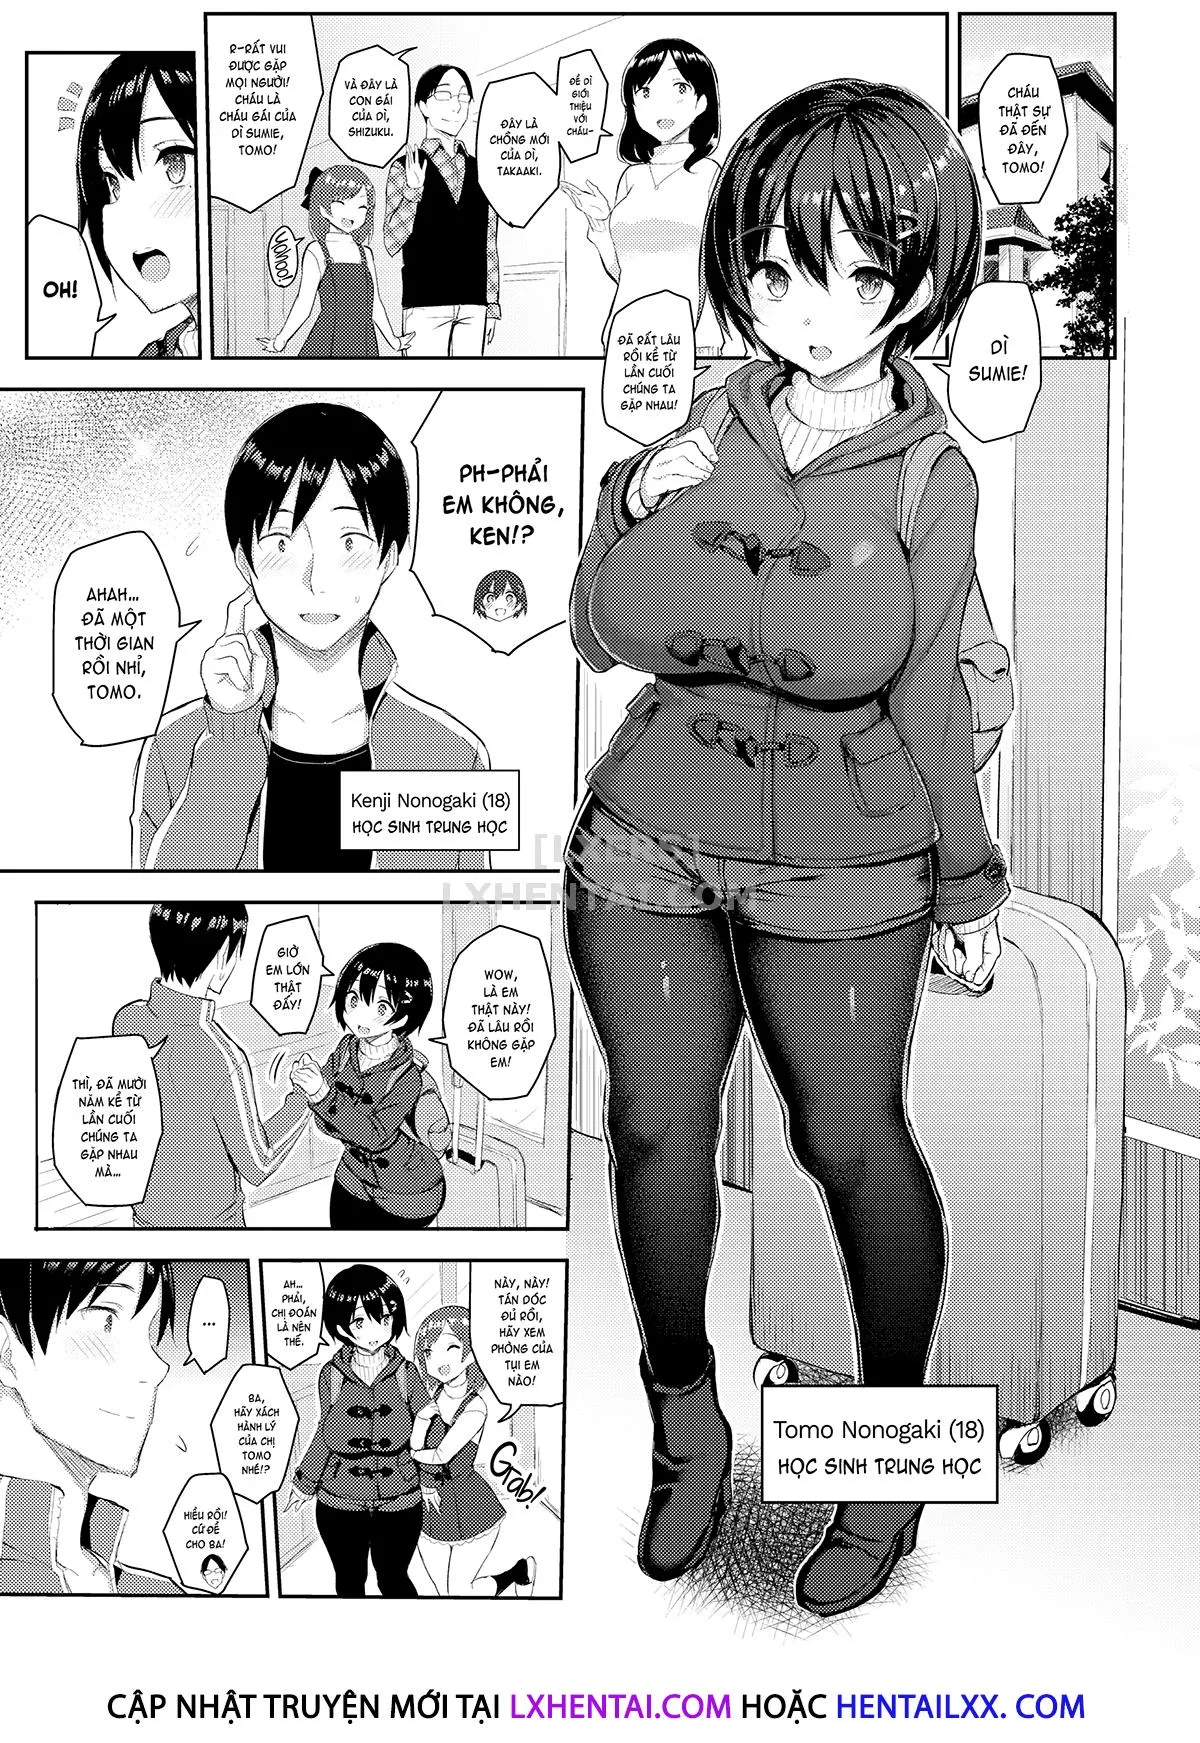 CHÁU
THẬT SỰ
ĐÃ ĐẾN
ĐÂY,
TOMO!
DÌ
SUMIE!
ĐÃ RẤT LÂU
RỒI KỂ TỪ
LẦN CUỐI
CHÚNG TA
GẶP NHAU!
ĐỂ DÌ
GIỚI
THIỆU
VỚI
CHÁU-
ĐÂY LÀ
CHỒNG MỚI
CỦA DÌ,
TAKAAKI.
VÀ ĐÂY LÀ
CON GÁI
CỦA DÌ,
SHIZUKU.
YOHOO!
R-RẤT VUI
ĐƯỢC GẶP
MỌI NGƯỜI!
CHÁU LÀ
CHÁU GÁI CỦA
DÌ SUMIE,
TOMO!
OH!
PH-PHẢI
EM KHÔNG,
KEN!?
AHAH...
ĐÃ MỘT
THỜI GIAN
RỒI NHỈ,
TOMO.
Kenji Nonogaki (18)
HỌC SINH TRUNG HỌC
[LXERS]
LXHENTAI.COM
WOW,
LÀ EM
THẬT NÀY!
ĐÃ LÂU RỒI
KHÔNG GẶP
EM!
GIỜ
EM LỚN
THẬT
ĐẤY!
THÌ, ĐÃ MƯỜI
NĂM KỂ TỪ
LẦN CUỐI
CHÚNG TA
GẶP NHAU
MÀ...
NÀY, NÀY!
TÁN DÓC
ĐỦ RỒI,
HÃY XEM
PHÒNG CỦA
TỤI EM
NÀO!
Grab!
AH...
PHẢI,
CHỊ ĐOÁN
LÀ NÊN
THẾ.
BA,
HÃY XÁCH
HÀNH LÝ
CỦA CHỊ
TOMO
NHÉ!?
HIỂU RỒI!
CỨ ĐỂ
CHO BA!
...
Tomo Nonogaki (18)
HỌC SINH TRUNG HỌC
CẬP NHẬT TRUYỆN MỚI TẠI LXHENTAI.COM HOẶC HENTAILXX. COM